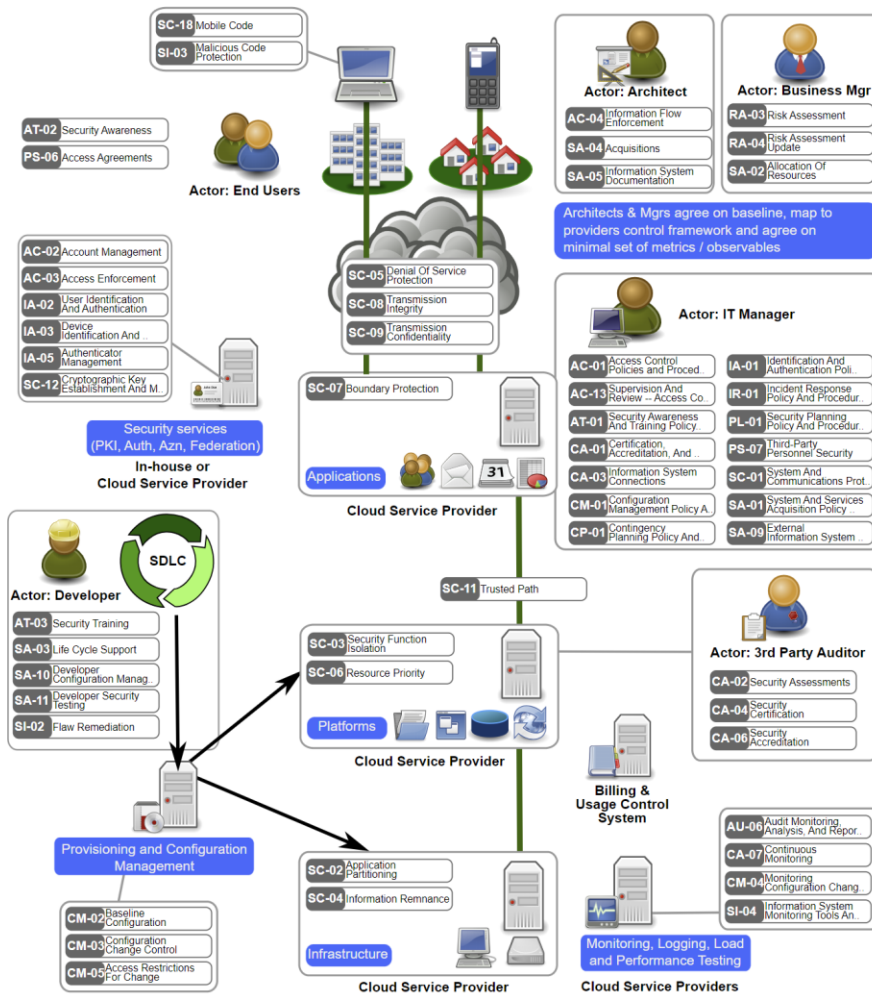 SC-18 Mobile Code
SI-03 Malicious Code
Protection
AT-02 Security Awareness
PS-06 Access Agreements
Actor: End Users
Actor: Architect
AC-04 Information Flow
Enforcement
SA-04 Acquisitions
SA-05 Information System
Documentation
Actor: Business Mgr
RA-03 Risk Assessment
RA-04 Risk Assessment
Update
SA-02 Allocation Of
Resources
Architects & Mgrs agree on baseline, map to
providers control framework and agree on
minimal set of metrics / observables
AC-02 Account Management
AC-03 Access Enforcement
IA-02 User Identification
And Authentication
IA-03 Device
Identification And ..
IA-05 Authenticator
Management
SC-12 Cryptographic Key
Establishment And M..
Security services
(PKI, Auth, Azn, Federation)
In-house or
Cloud Service Provider
SC-05 Denial Of Service
Protection
SC-08 Transmission
Integrity
SC-09 Transmission
Confidentiality
SC-07 Boundary Protection
Applications
31
Cloud Service Provider
Actor: IT Manager
AC-01 Access Control
Policies and Proced..
AC-13 Supervision And
Review -- Access Co..
AT-01 Security Awareness
And Training Policy..
CA-01 Certification,
Accreditation, And ..
CA-03 Information System
Connections
CM-01 Configuration
Management Policy A..
CP-01 Contingency
Planning Policy And..
IA-01 Identification And
Authentication Poli..
IR-01 Incident Response
Policy And Procedur..
PL-01 Security Planning
Policy And Procedur..
PS-07 Third-Party
Personnel Security
SC-01 System And
Communications Prot..
SA-01 System And Services
Acquisition Policy ..
SA-09 External
Information System ..
SDLC
Actor: Developer
AT-03 Security Training
SA-03 Life Cycle Support
SA-10 Developer
Configuration Manag..
SA-11 Developer Security
Testing
SI-02 Flaw Remediation
SC-11 Trusted Path
SC-03 Security Function
Isolation
SC-06 Resource Priority
Platforms
Cloud Service Provider
Actor: 3rd Party Auditor
CA-02 Security Assessments
CA-04 Security
Certification
CA-06 Security
Accreditation
Billing &
Usage Control
System
Provisioning and Configuration
Management
CM-02 Baseline
Configuration
CM-03 Configuration
Change Control
CM-05 Access Restrictions
For Change
SC-02 Application
Partitioning
SC-04 Information Remnance
Infrastructure
Cloud Service Provider
AU-06 Audit Monitoring,
Analysis, And Repor..
CA-07 Continuous
Monitoring
CM-04 Monitoring
Configuration Chang..
SI-04 Information System
Monitoring Tools An..
Monitoring, Logging, Load
and Performance Testing
Cloud Service Providers